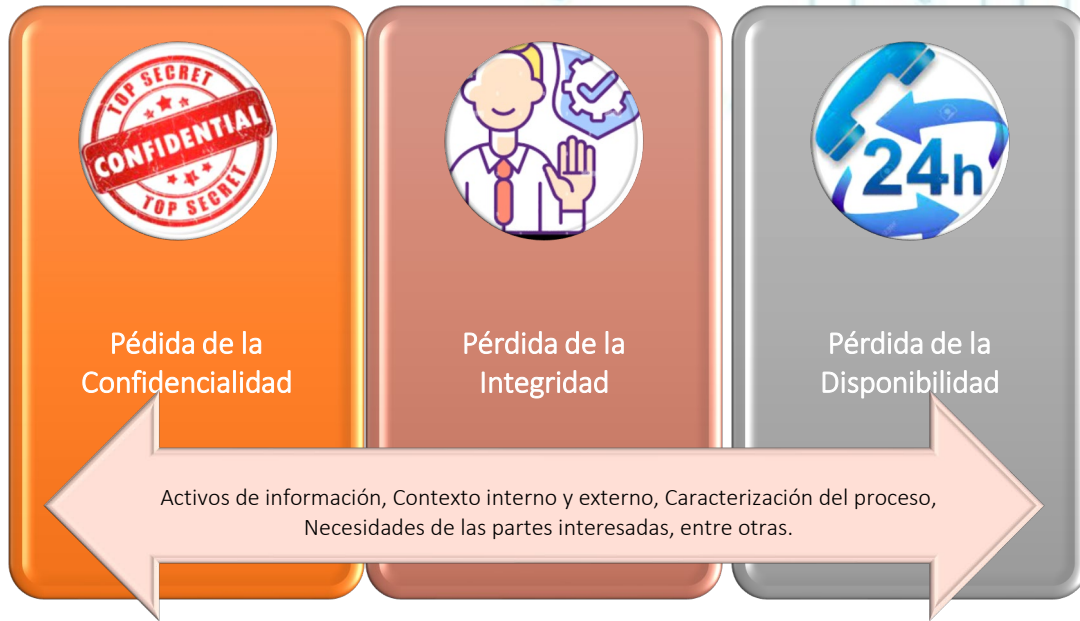 TOP SECRET
CONFIDENTIAL
TOP SECRET
24h
Pédida de la
Confidencialidad
Pérdida de la
Integridad
Pérdida de la
Disponibilidad
Activos de información, Contexto interno y externo, Caracterización del proceso,
Necesidades de las partes interesadas, entre otras.